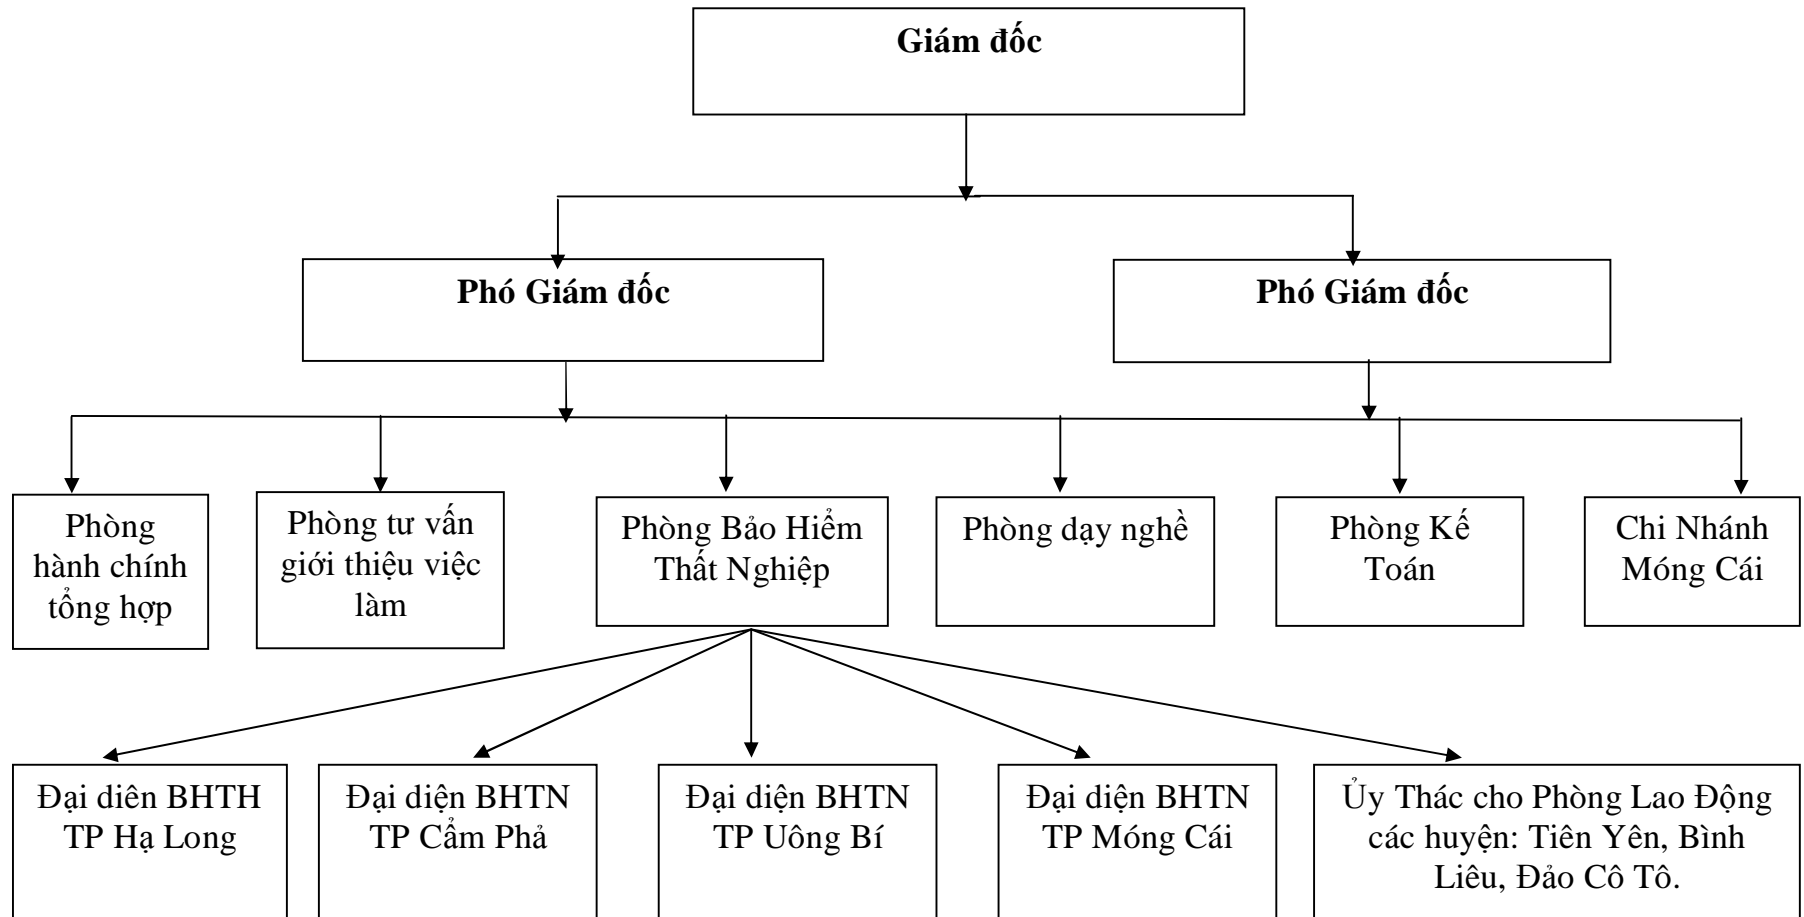 Giám đốc
Phó Giám đốc
Phó Giám đốc
Phòng
hành chính
tổng hợp
Phòng tư vấn
giới thiệu việc
làm
Phòng Bảo Hiểm
Thất Nghiệp
Phòng dạy nghề
Phòng Kế
Toán
Chi Nhánh
Móng Cái
Đại diên BHTH
TP Hạ Long
Đại diện BHTN
TP Cẩm Phả
Đại diện BHTN
TP Uông Bí
Đại diện BHTN
TP Móng Cái
Ủy Thác cho Phòng Lao Động
các huyện: Tiên Yên, Bình
Liêu, Đảo Cô Tô.